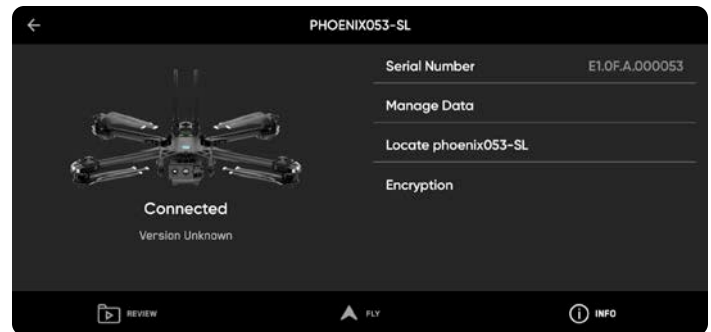 PHOENIX053-SL
Serial Number E1.0F.A.000053
Manage Data
Locate phoenix053-SL
Encryption
Connected
Version Unknown
REVIEW FLY INFO